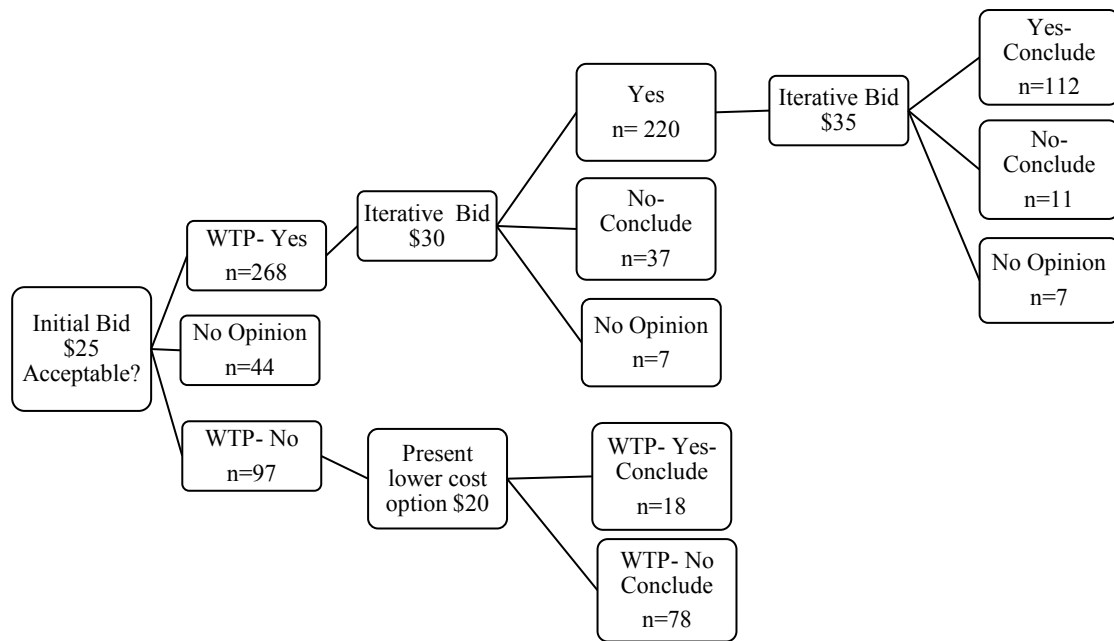 Initial Bid
$25
Acceptable?
WTP- Yes
n=268
No Opinion
n=44
WTP- No
n=97
Iterative  Bid
$30
Present
lower cost
option $20
Yes
n= 220
No-
Conclude
n=37
No Opinion
n=7
WTP- Yes-
Conclude
n=18
WTP- No
Conclude
n=78
Iterative Bid
$35
Yes-
Conclude
n=112
No-
Conclude
n=11
No Opinion
n=7